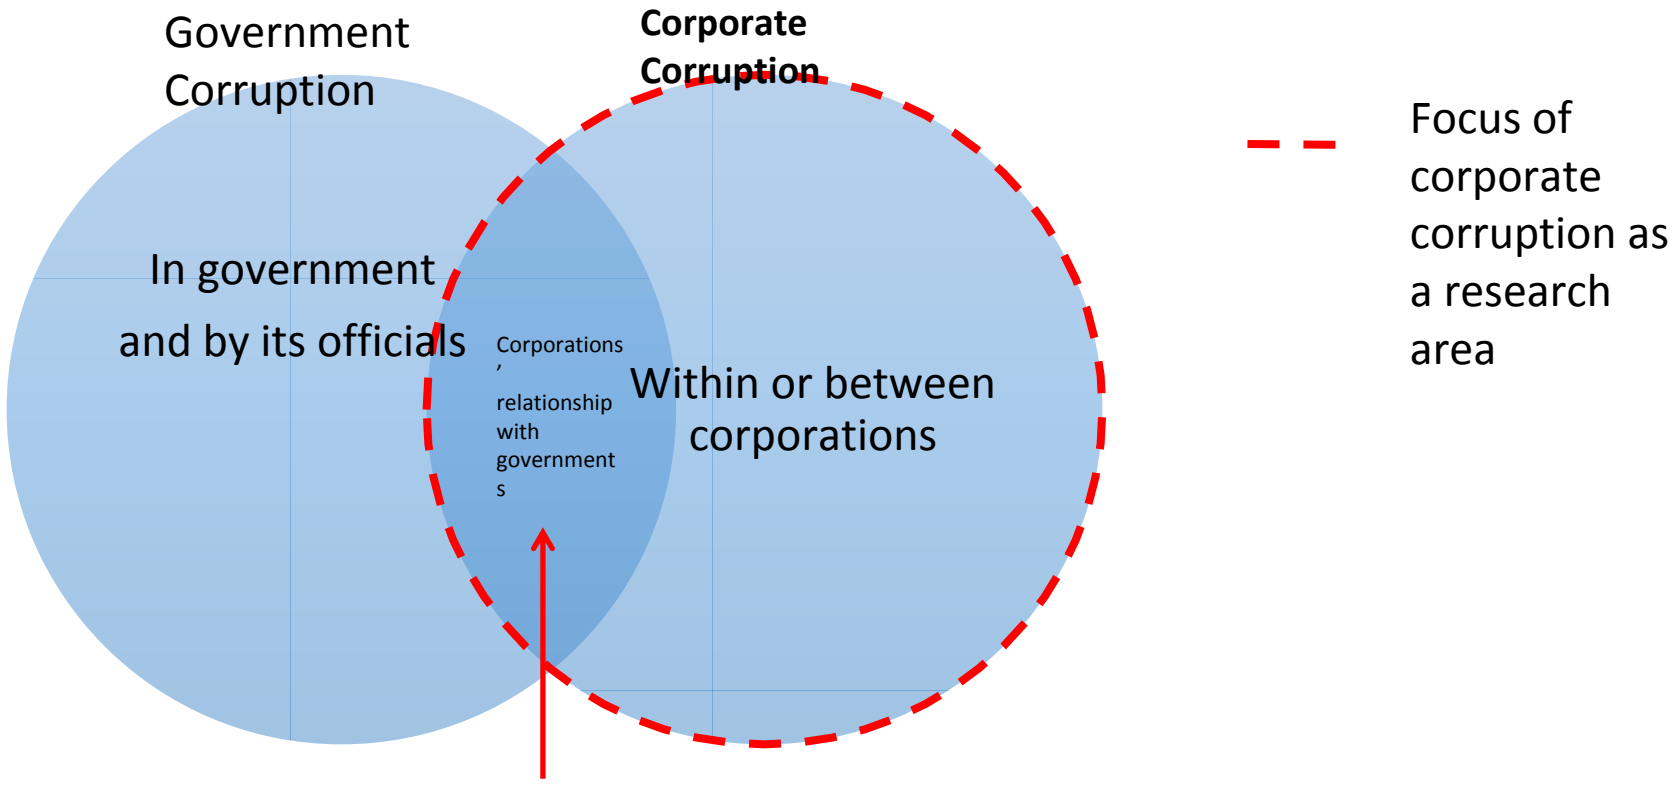 Government
Corruption
Corporate
Corruption
In government
and by its officials
Corporations
’
relationship
with
government
s
Within or between
corporations
Focus of
corporate
corruption as
a research
area